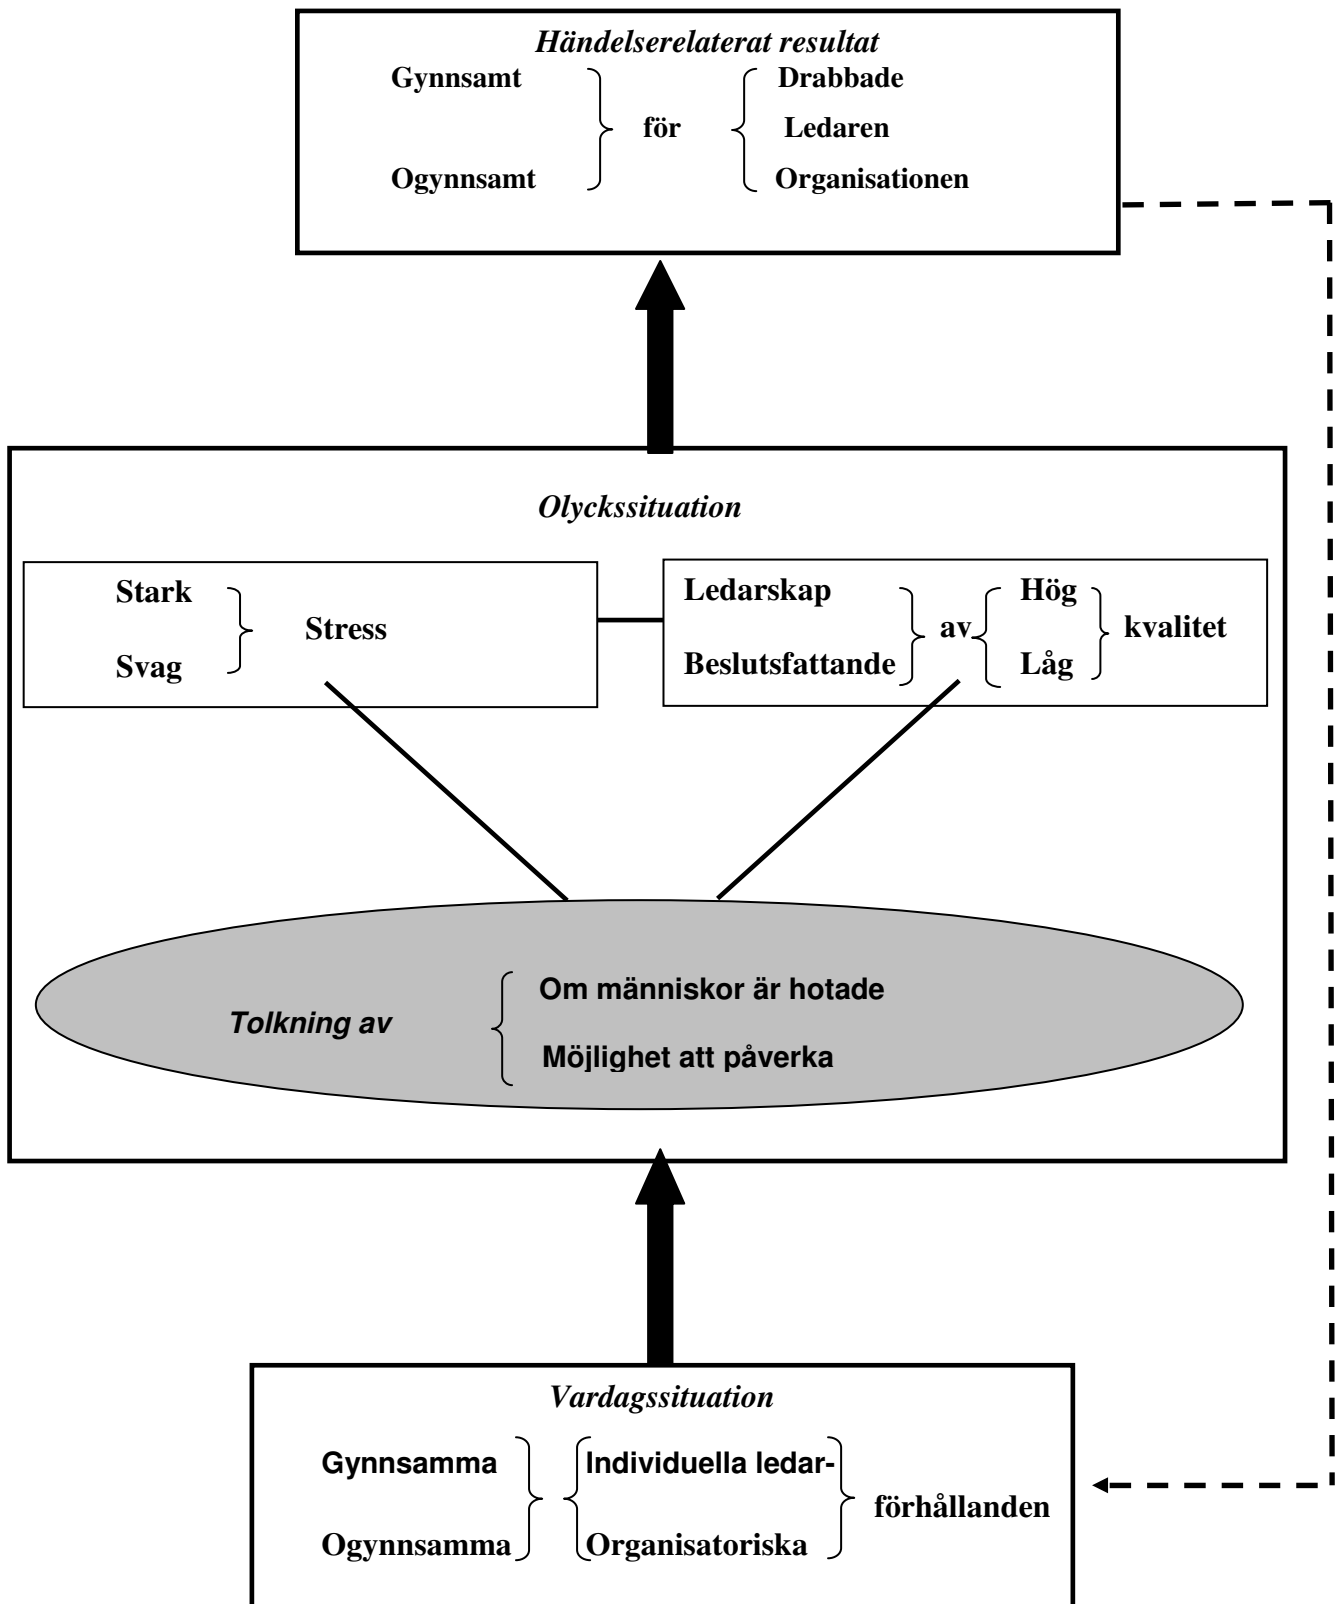 Händelserelaterat resultat
Gynnsamt Drabbade
för Ledaren
Ogynnsamt Organisationen
Olyckssituation
Stark
Stress
Svag
Ledarskap Hög
av kvalitet
Beslutsfattande Låg
Om människor är hotade
Tolkning av
Möjlighet att påverka
Vardagssituation
Gynnsamma Individuella ledar-
förhållanden
Ogynnsamma Organisatoriska